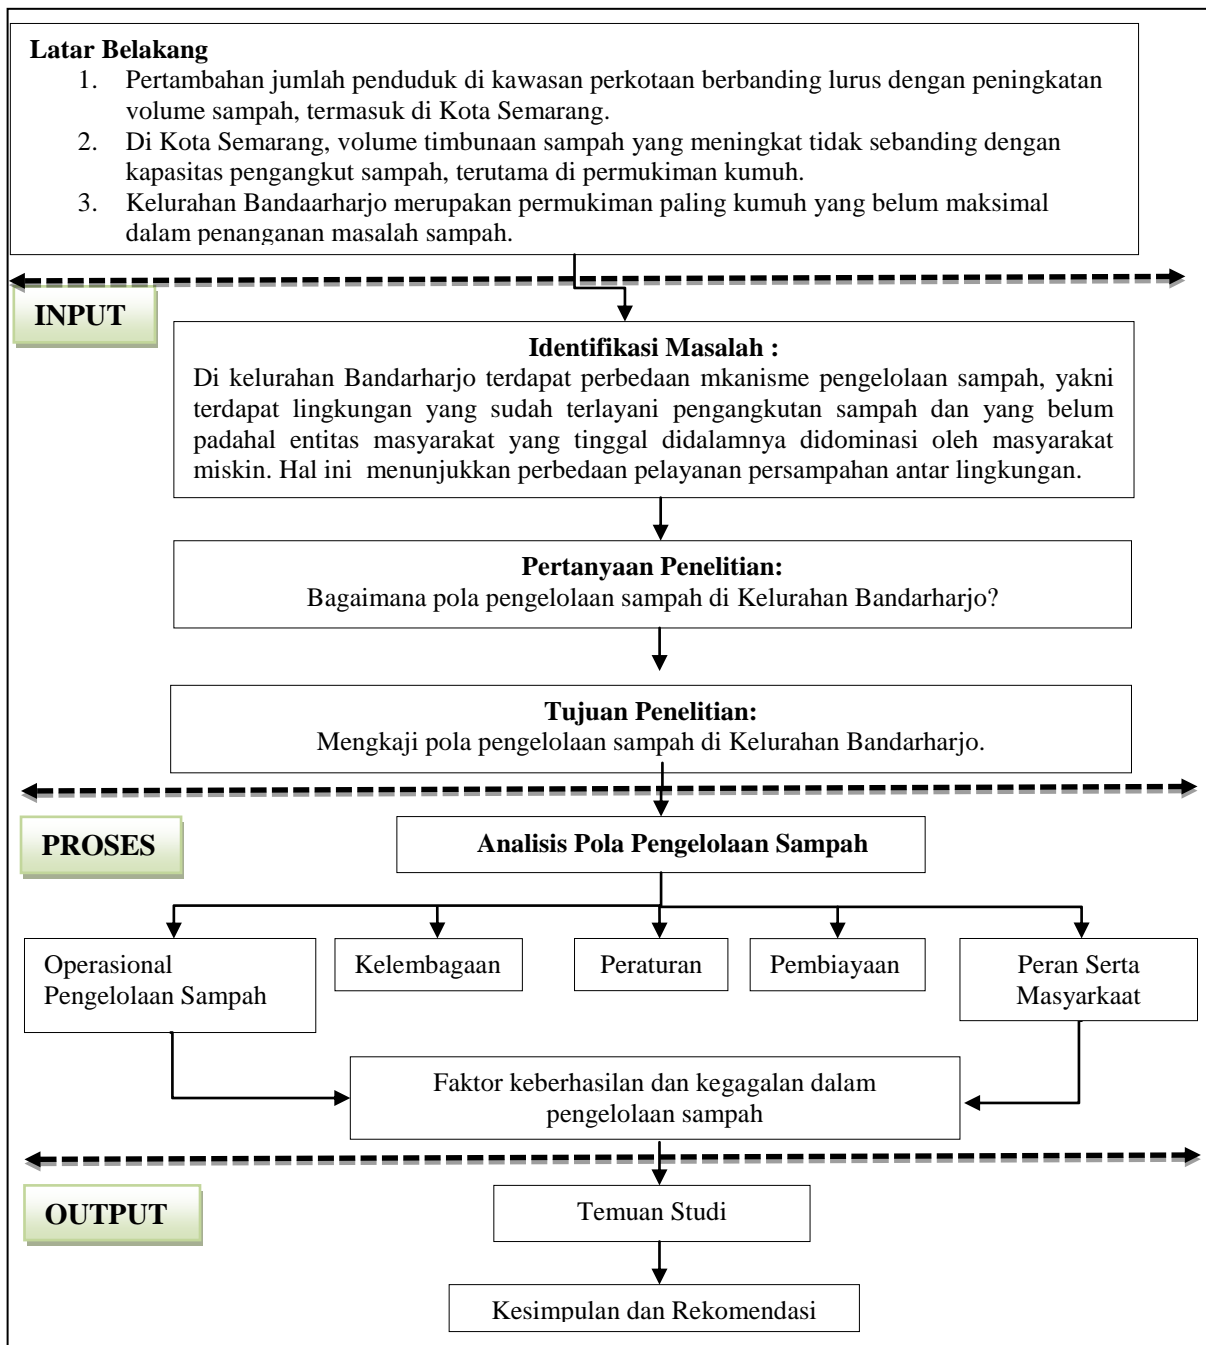 Latar Belakang
1. Pertambahan jumlah penduduk di kawasan perkotaan berbanding lurus dengan peningkatan
volume sampah, termasuk di Kota Semarang.
2. Di Kota Semarang, volume timbunaan sampah yang meningkat tidak sebanding dengan
kapasitas pengangkut sampah, terutama di permukiman kumuh.
3. Kelurahan Bandaarharjo merupakan permukiman paling kumuh yang belum maksimal
dalam penanganan masalah sampah.
INPUT
Identifikasi Masalah :
Di kelurahan Bandarharjo terdapat perbedaan mkanisme pengelolaan sampah, yakni
terdapat lingkungan yang sudah terlayani pengangkutan sampah dan yang belum
padahal entitas masyarakat yang tinggal didalamnya didominasi oleh masyarakat
miskin. Hal ini menunjukkan perbedaan pelayanan persampahan antar lingkungan.
Pertanyaan Penelitian:
Bagaimana pola pengelolaan sampah di Kelurahan Bandarharjo?
Tujuan Penelitian:
Mengkaji pola pengelolaan sampah di Kelurahan Bandarharjo.
PROSES
Analisis Pola Pengelolaan Sampah
Operasional
Pengelolaan Sampah
Kelembagaan
Peraturan
Pembiayaan
Peran Serta
Masyarkaat
Faktor keberhasilan dan kegagalan dalam
pengelolaan sampah
OUTPUT
Temuan Studi
Kesimpulan dan Rekomendasi